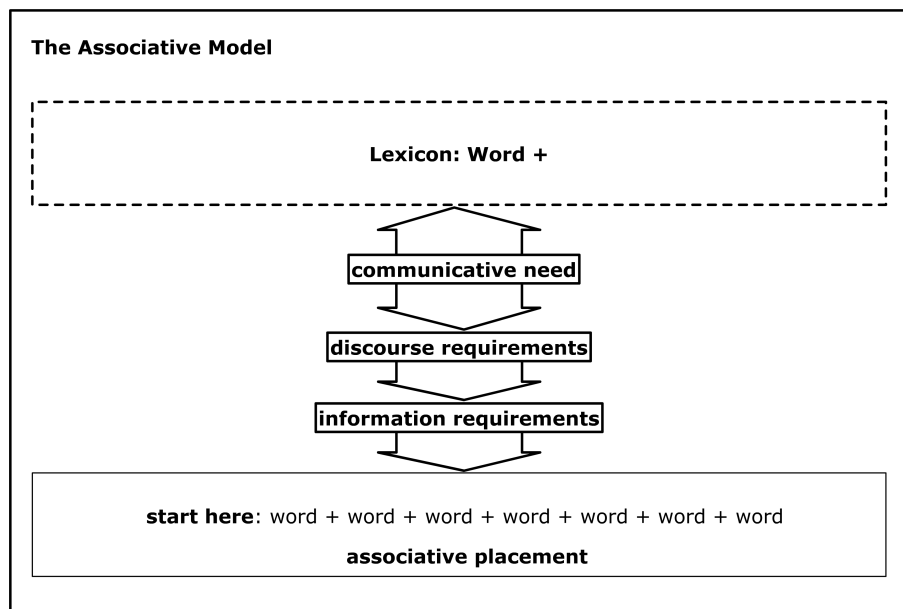 The Associative Model
Lexicon: Word +
communicative need
discourse requirements
information requirements
start here: word + word + word + word + word + word + word
associative placement